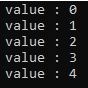 value : 0
value : 1
value : 2
value : 3
value : 4